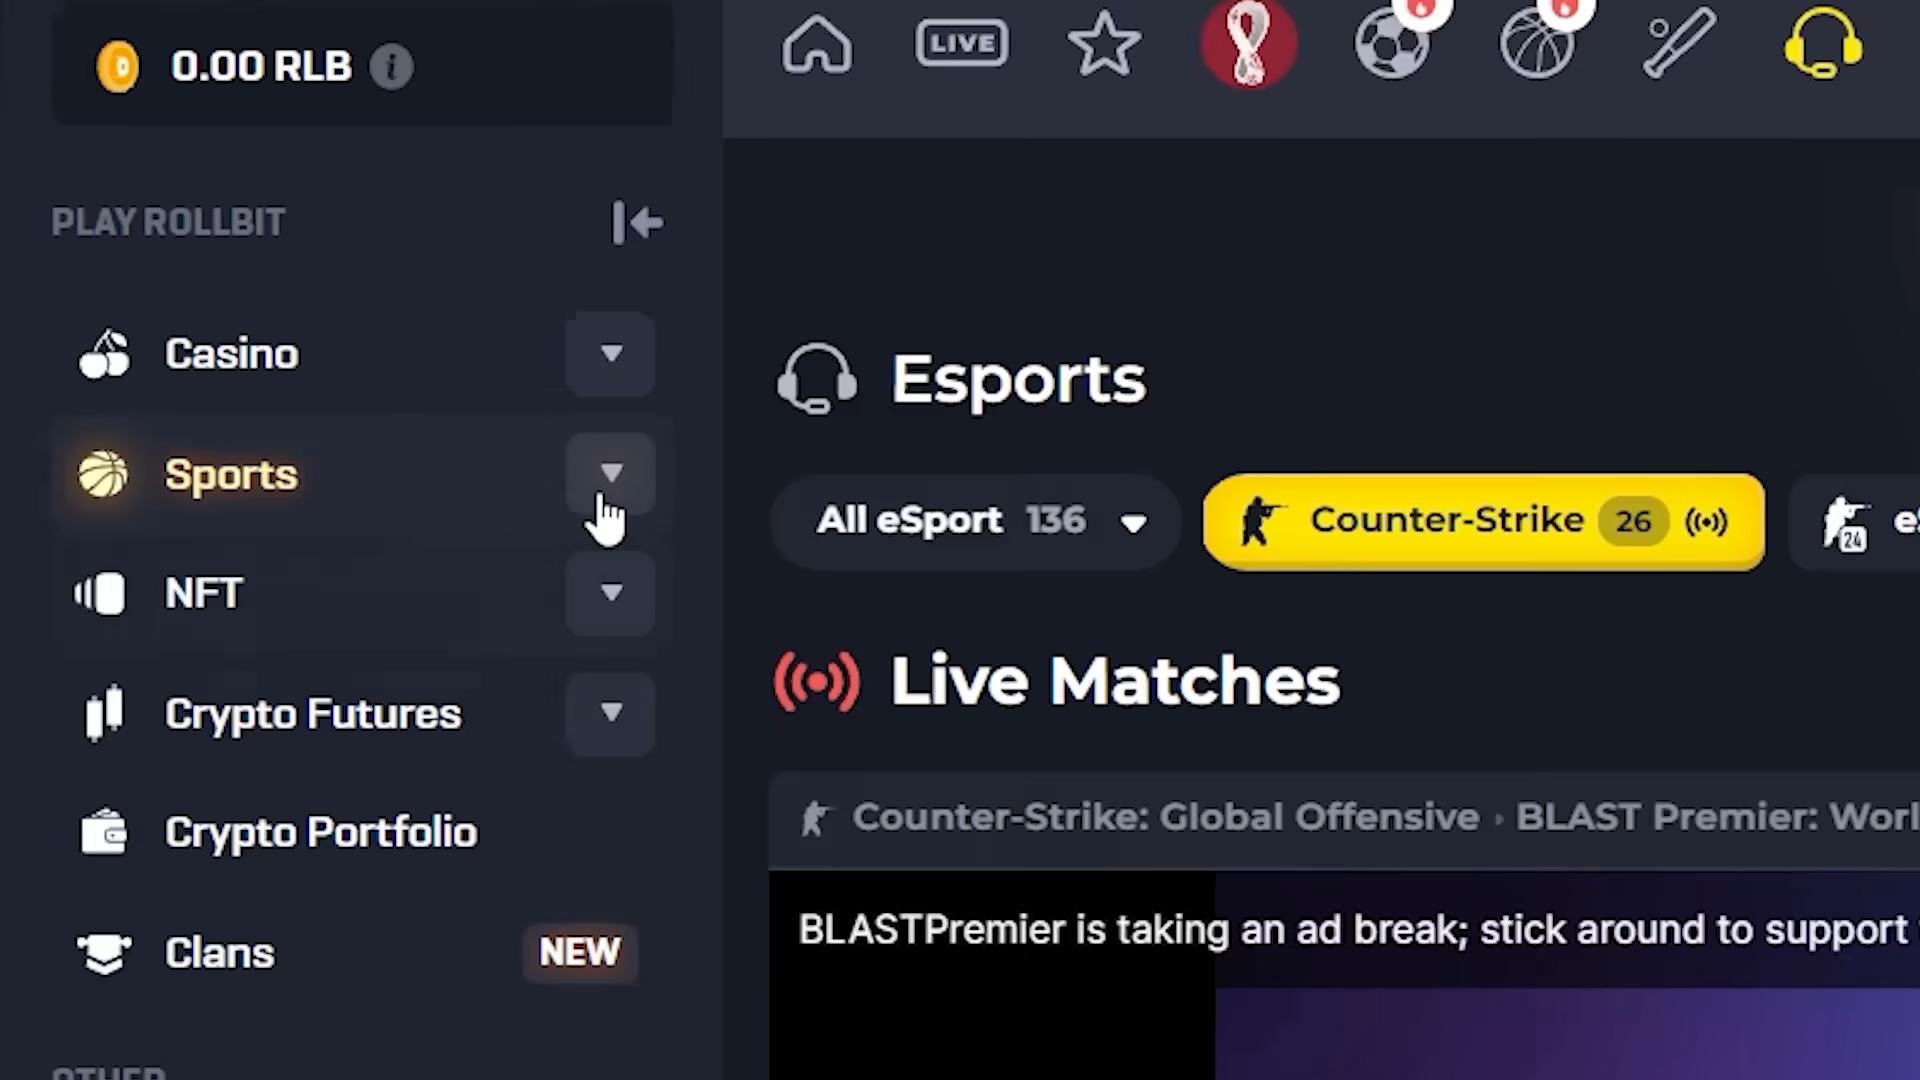 0.00 RLB
LIVE
PLAY ROLLBIT
Casino
Sports
NFT
Crypto Futures
Crypto Portfolio
Clans NEW
OTHER
Esports
All eSport 136
Counter-Strike 26
24
Live Matches
Counter-Strike: Global Offensive › BLAST Premier: Worl
BLASTPremier is taking an ad break; stick around to support